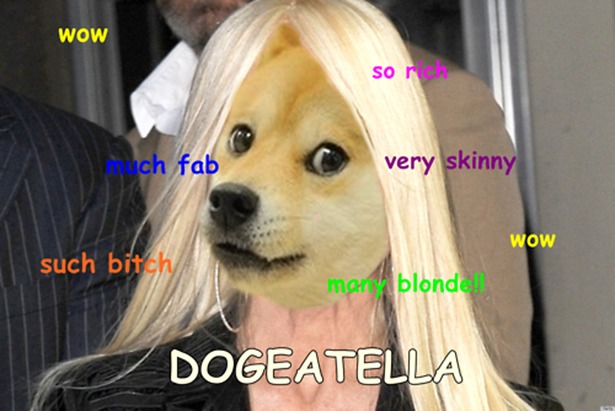 wow
so rich
much fab
very skinny
wow
such bitch
many blonde!!
DOGEATELLA